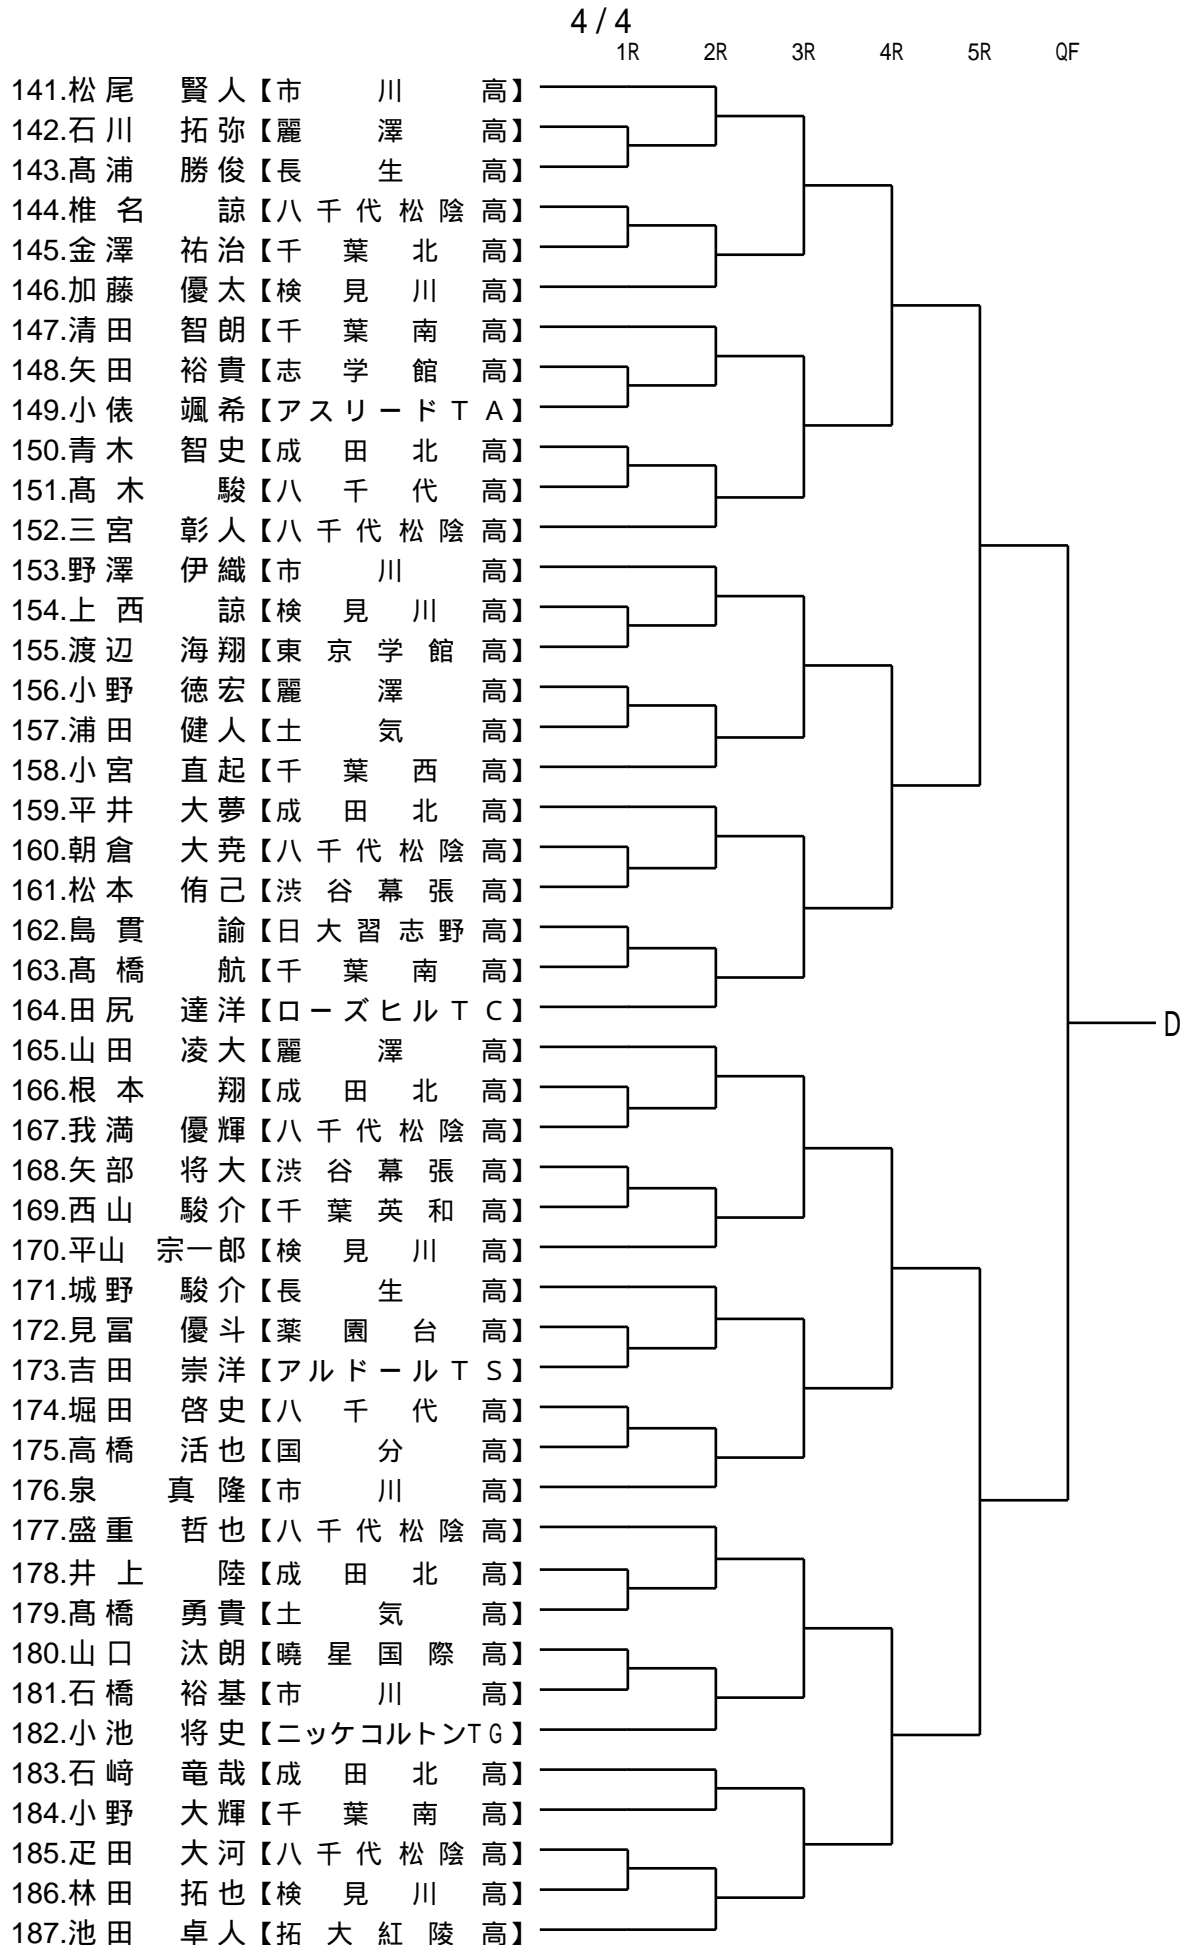 4 / 4
1R 2R 3R 4R 5R QF
141.松尾 賢人【市川高】
142.石川 拓弥【麗澤高】
143.髙浦 勝俊【長生高】
144.椎名 諒【八千代松陰高】
145.金澤 祐治【千葉北高】
146.加藤 優太【検見川高】
147.清田 智朗【千葉南高】
148.矢田 裕貴【志学館高】
149.小俵 颯希【アスリードTA】
150.青木 智史【成田北高】
151.髙木 駿【八千代高】
152.三宮 彰人【八千代松陰高】
153.野澤 伊織【市川高】
154.上西 諒【検見川高】
155.渡辺 海翔【東京学館高】
156.小野 徳宏【麗澤高】
157.浦田 健人【土気高】
158.小宮 直起【千葉西高】
159.平井 大夢【成田北高】
160.朝倉 大尭【八千代松陰高】
161.松本 侑己【渋谷幕張高】
162.島貫 諭【日大習志野高】
163.髙橋 航【千葉南高】
164.田尻 達洋【ローズヒルTC】
D
165.山田 凌大【麗澤高】
166.根本 翔【成田北高】
167.我満 優輝【八千代松陰高】
168.矢部 将大【渋谷幕張高】
169.西山 駿介【千葉英和高】
170.平山 宗一郎【検見川高】
171.城野 駿介【長生高】
172.見冨 優斗【薬園台高】
173.吉田 崇洋【アルドールTS】
174.堀田 啓史【八千代高】
175.高橋 活也【国分高】
176.泉 真隆【市川高】
177.盛重 哲也【八千代松陰高】
178.井上 陸【成田北高】
179.髙橋 勇貴【土気高】
180.山口 汰朗【暁星国際高】
181.石橋 裕基【市川高】
182.小池 将史【ニッケコルトンTG】
183.石﨑 竜哉【成田北高】
184.小野 大輝【千葉南高】
185.疋田 大河【八千代松陰高】
186.林田 拓也【検見川高】
187.池田 卓人【拓大紅陵高】